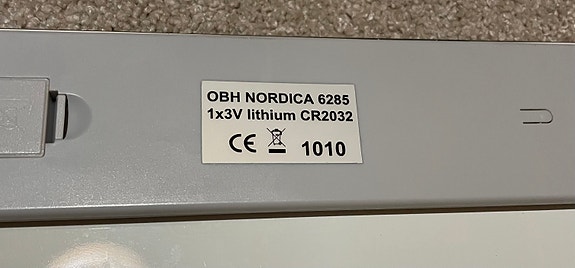 OBH NORDICA 6285
1x3V lithium CR2032
CE 1010